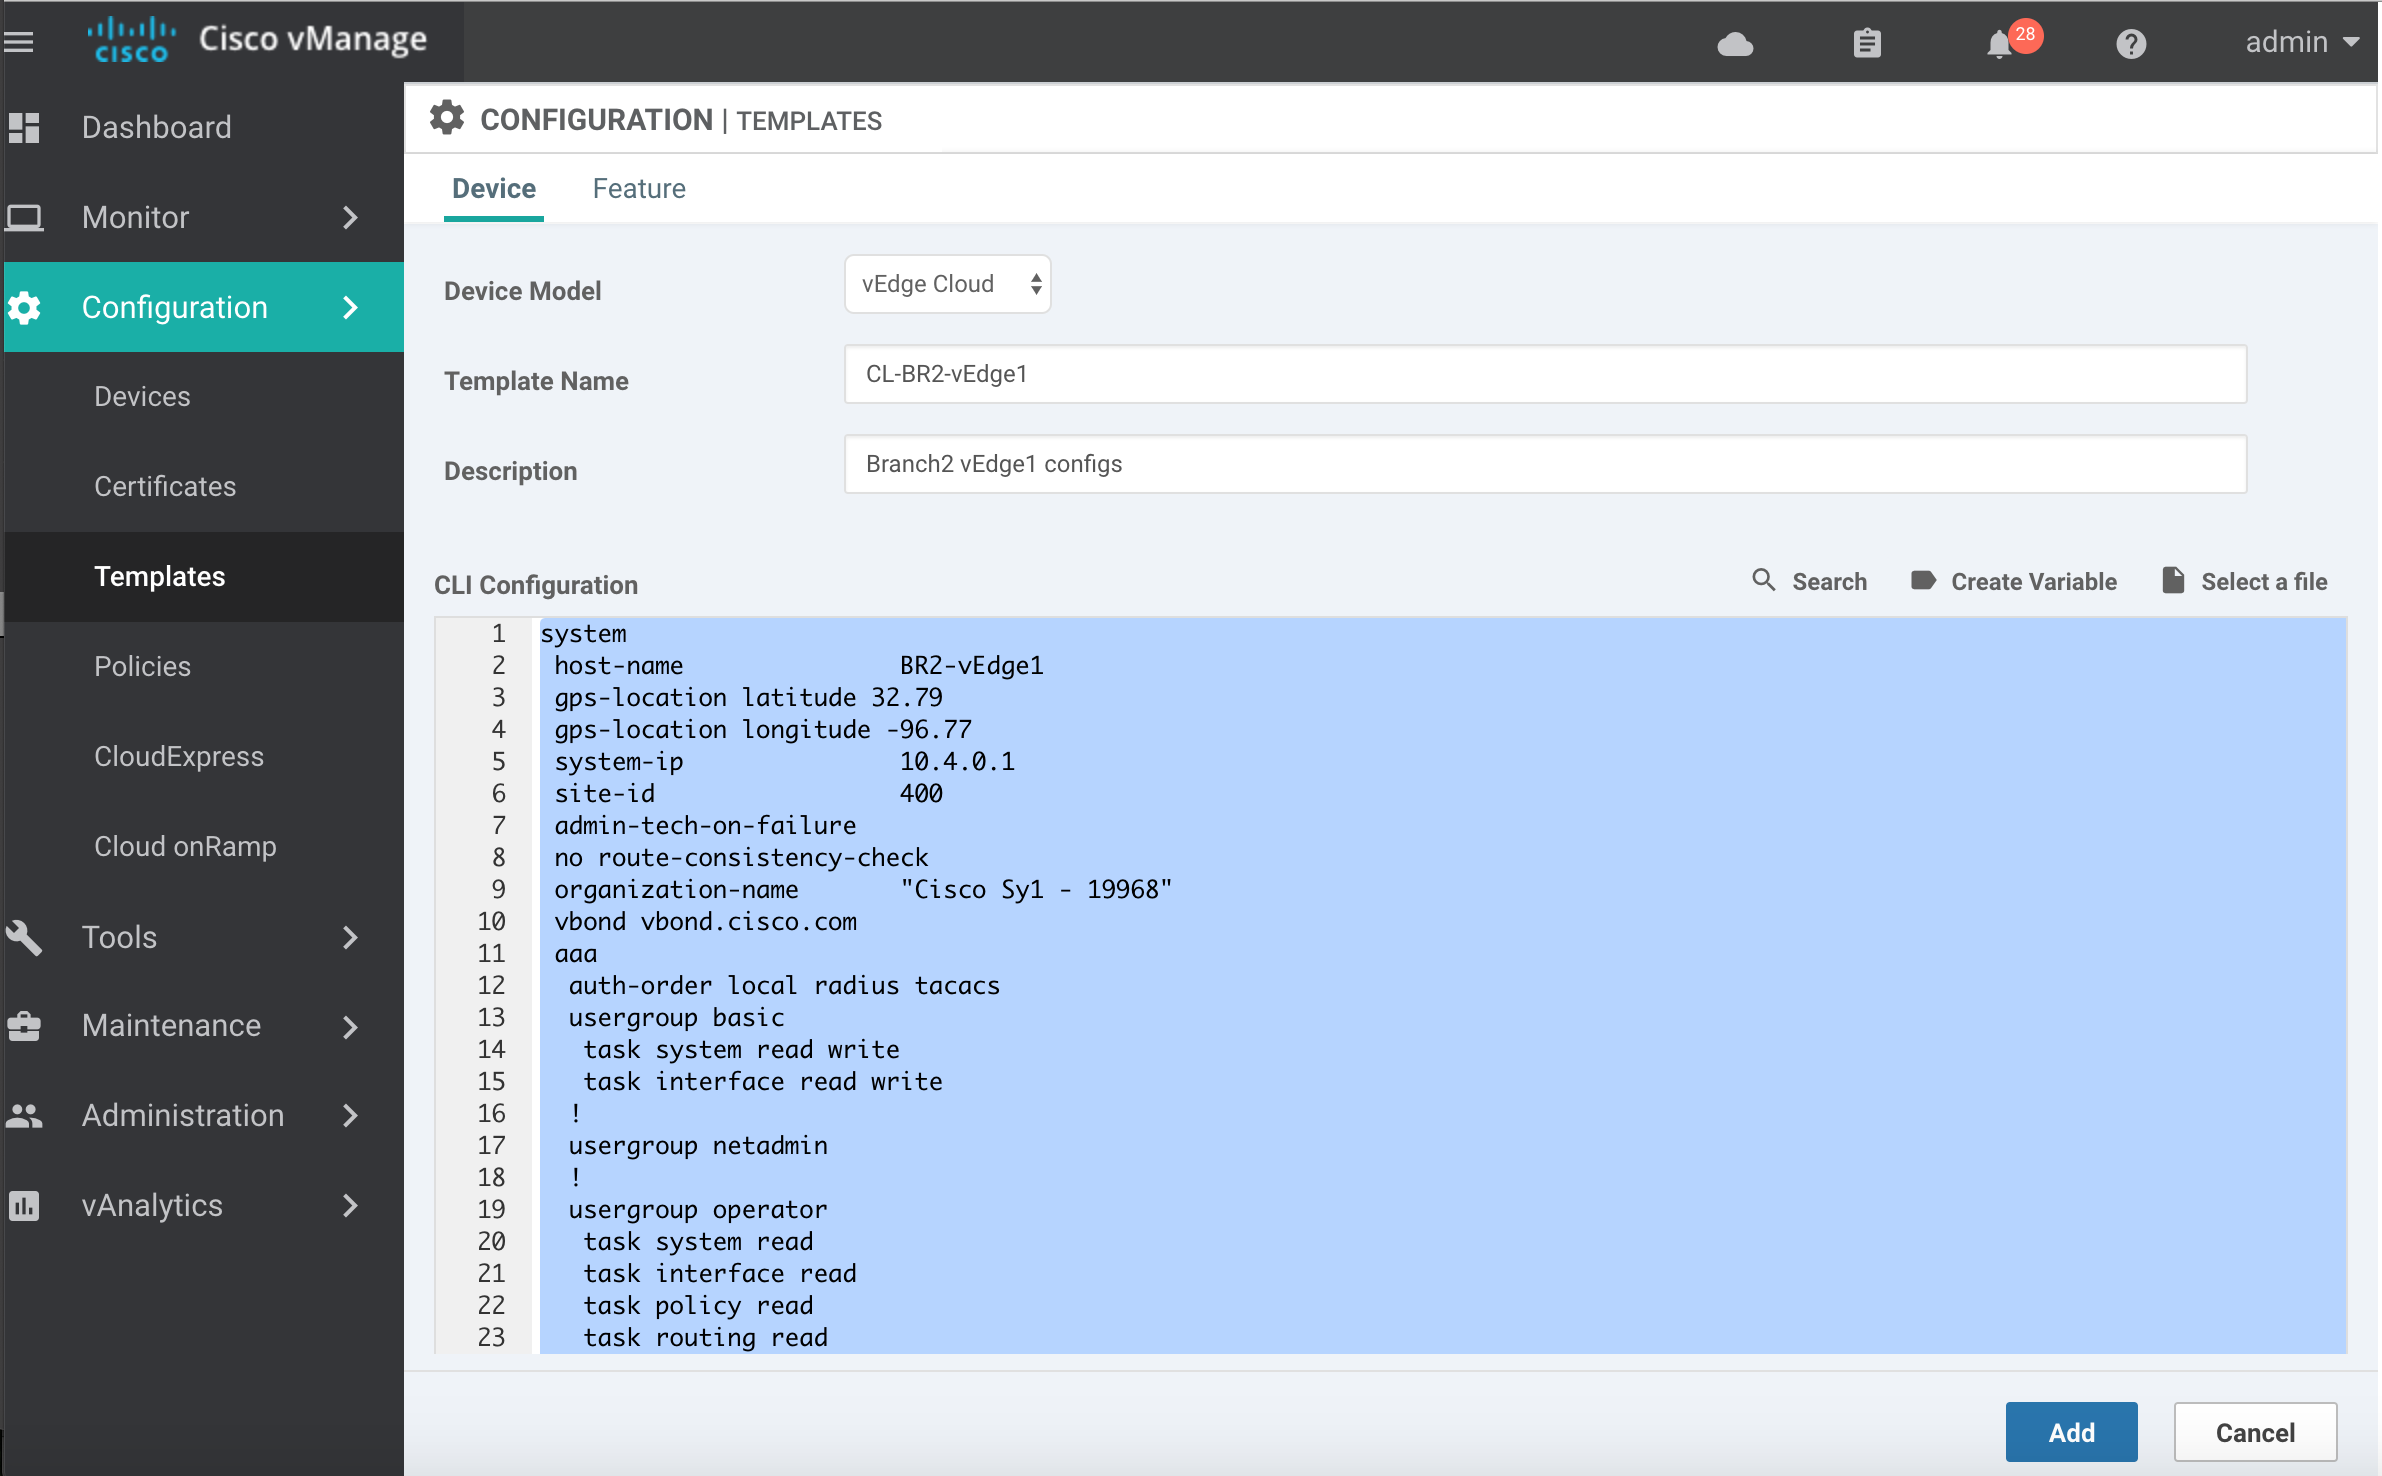 CISCO Cisco vManage
28
admin
Dashboard
Monitor
Configuration
Devices
Certificates
Templates
Policies
CloudExpress
Cloud onRamp
Tools
Maintenance
Administration
vAnalytics
CONFIGURATION | TEMPLATES
Device Feature
Device Model vEdge Cloud
Template Name CL-BR2-vEdge1
Description Branch2 vEdge1 configs
CLI Configuration Search Create Variable Select a file
1 system
2 host-name BR2-vEdge1
3 gps-location latitude 32.79
4 gps-location longitude -96.77
5 system-ip 10.4.0.1
6 site-id 400
7 admin-tech-on-failure
8 no route-consistency-check
9 organization-name "Cisco Sy1 - 19968"
10 vbond vbond.cisco.com
11 aaa
12 auth-order local radius tacacs
13 usergroup basic
14 task system read write
15 task interface read write
16 !
17 usergroup netadmin
18 !
19 usergroup operator
20 task system read
21 task interface read
22 task policy read
23 task routing read
Add Cancel